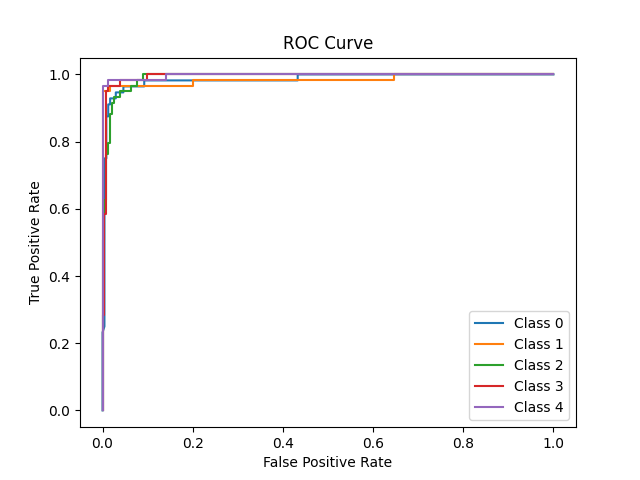 ROC Curve
True Positive Rate
1.0
0.8
0.6
0.4
0.2
0.0
Class 0
Class 1
Class 2
Class 3
Class 4
0.0 0.2 0.4 0.6 0.8 1.0
False Positive Rate